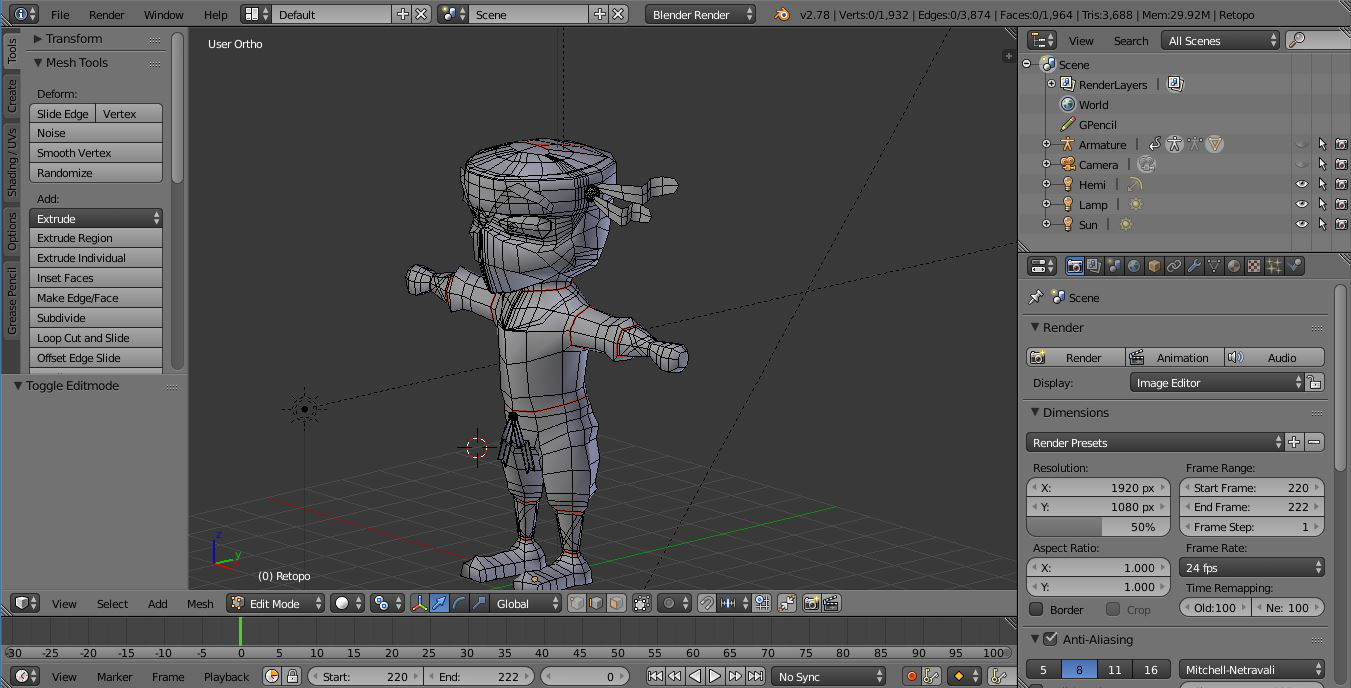 File Render Window Help Default Scene Blender Render v2.78 | Verts:0/1,932 | Edges:0/3,874 | Faces:0/1,964 | Tris:3,688 | Mem:29.92M | Retopo
Tools
Create
Shading / UVs
Options
Grease Pencil
Transform
Mesh Tools
Deform:
Slide Edge Vertex
Noise
Smooth Vertex
Randomize
Add:
Extrude
Extrude Region
Extrude Individual
Inset Faces
Make Edge/Face
Subdivide
Loop Cut and Slide
Offset Edge Slide
Toggle Editmode
User Ortho
z
y
(0) Retopo
View Select Add Mesh Edit Mode Global
-30 -25 -20 -15 -10 -5 0 5 10 15 20 25 30 35 40 45 50 55 60 65 70 75 80 85 90 95 100
View Marker Frame Playback Start: 220 End: 222 0 No Sync
View Search All Scenes
Scene
RenderLayers |
World
GPencil
Armature |
Camera |
Hemi |
Lamp |
Sun |
Scene
Render
Render Animation Audio
Display: Image Editor
Dimensions
Render Presets
Resolution: Frame Range:
X: 1920 px Start Frame: 220
Y: 1080 px End Frame: 222
50% Frame Step: 1
Aspect Ratio: Frame Rate:
X: 1.000 24 fps
Y: 1.000 Time Remapping:
Border Crop Old:100 Ne: 100
Anti-Aliasing
5 8 11 16 Mitchell-Netravali